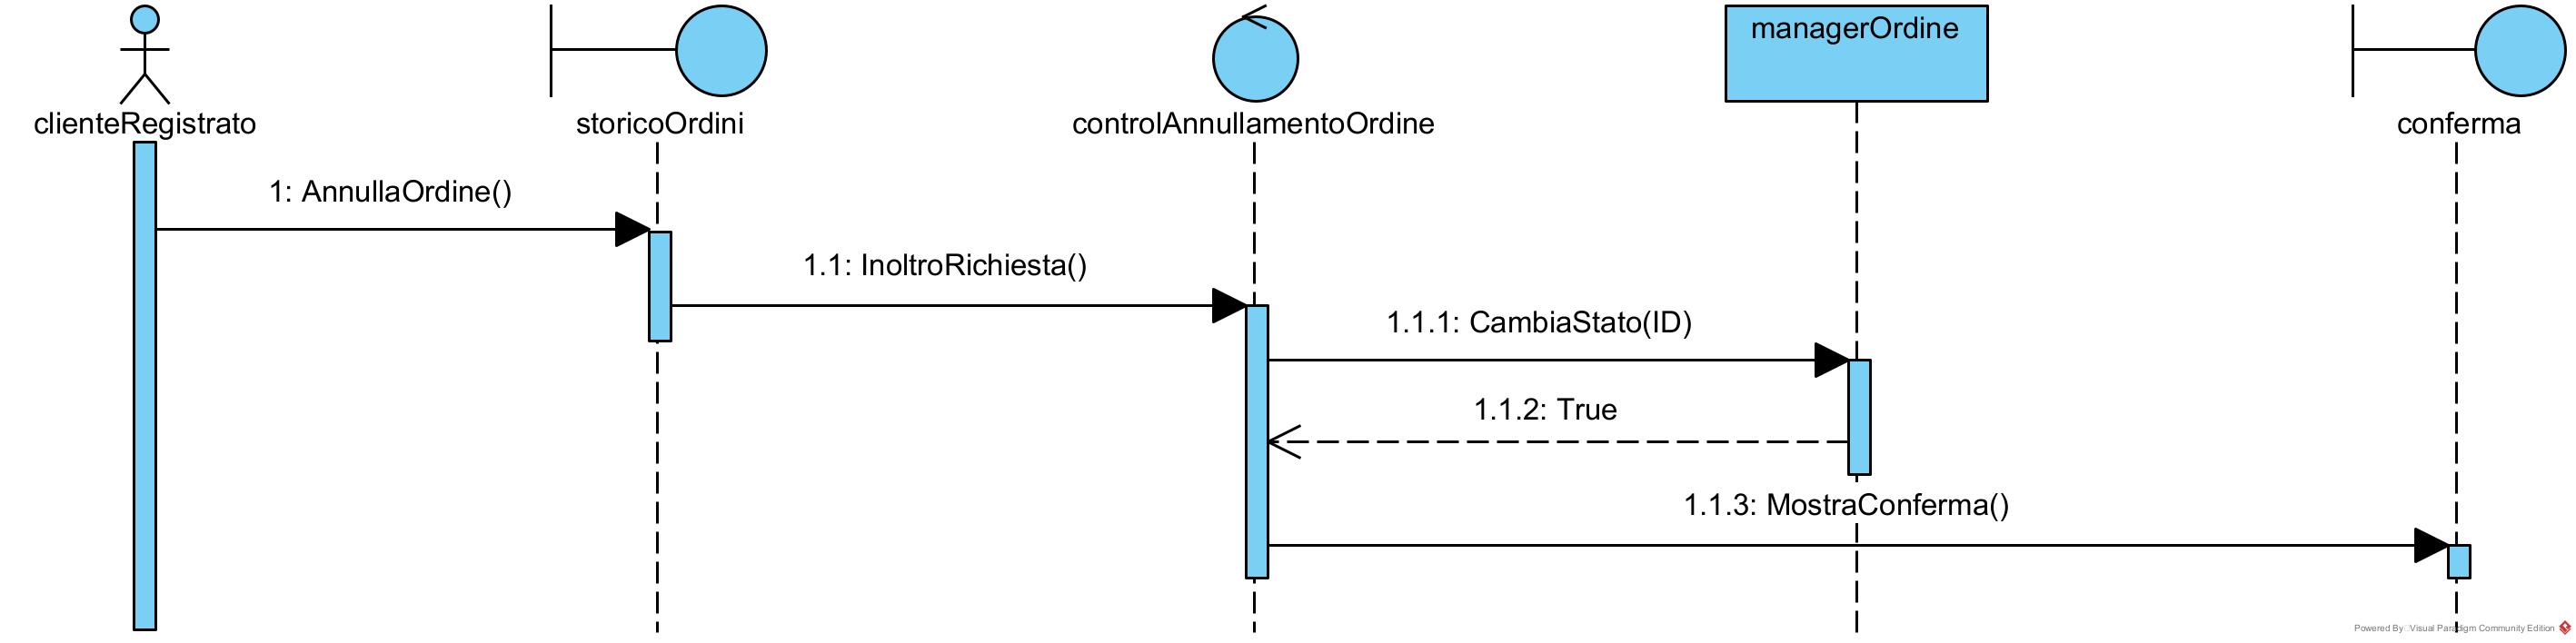 managerOrdine
clienteRegistrato
storicoOrdini
controlAnnullamentoOrdine
conferma
1: AnnullaOrdine()
1.1: InoltroRichiesta()
1.1.1: CambiaStato(ID)
1.1.2: True
1.1.3: MostraConferma()
Powered By Visual Paradigm Community Edition